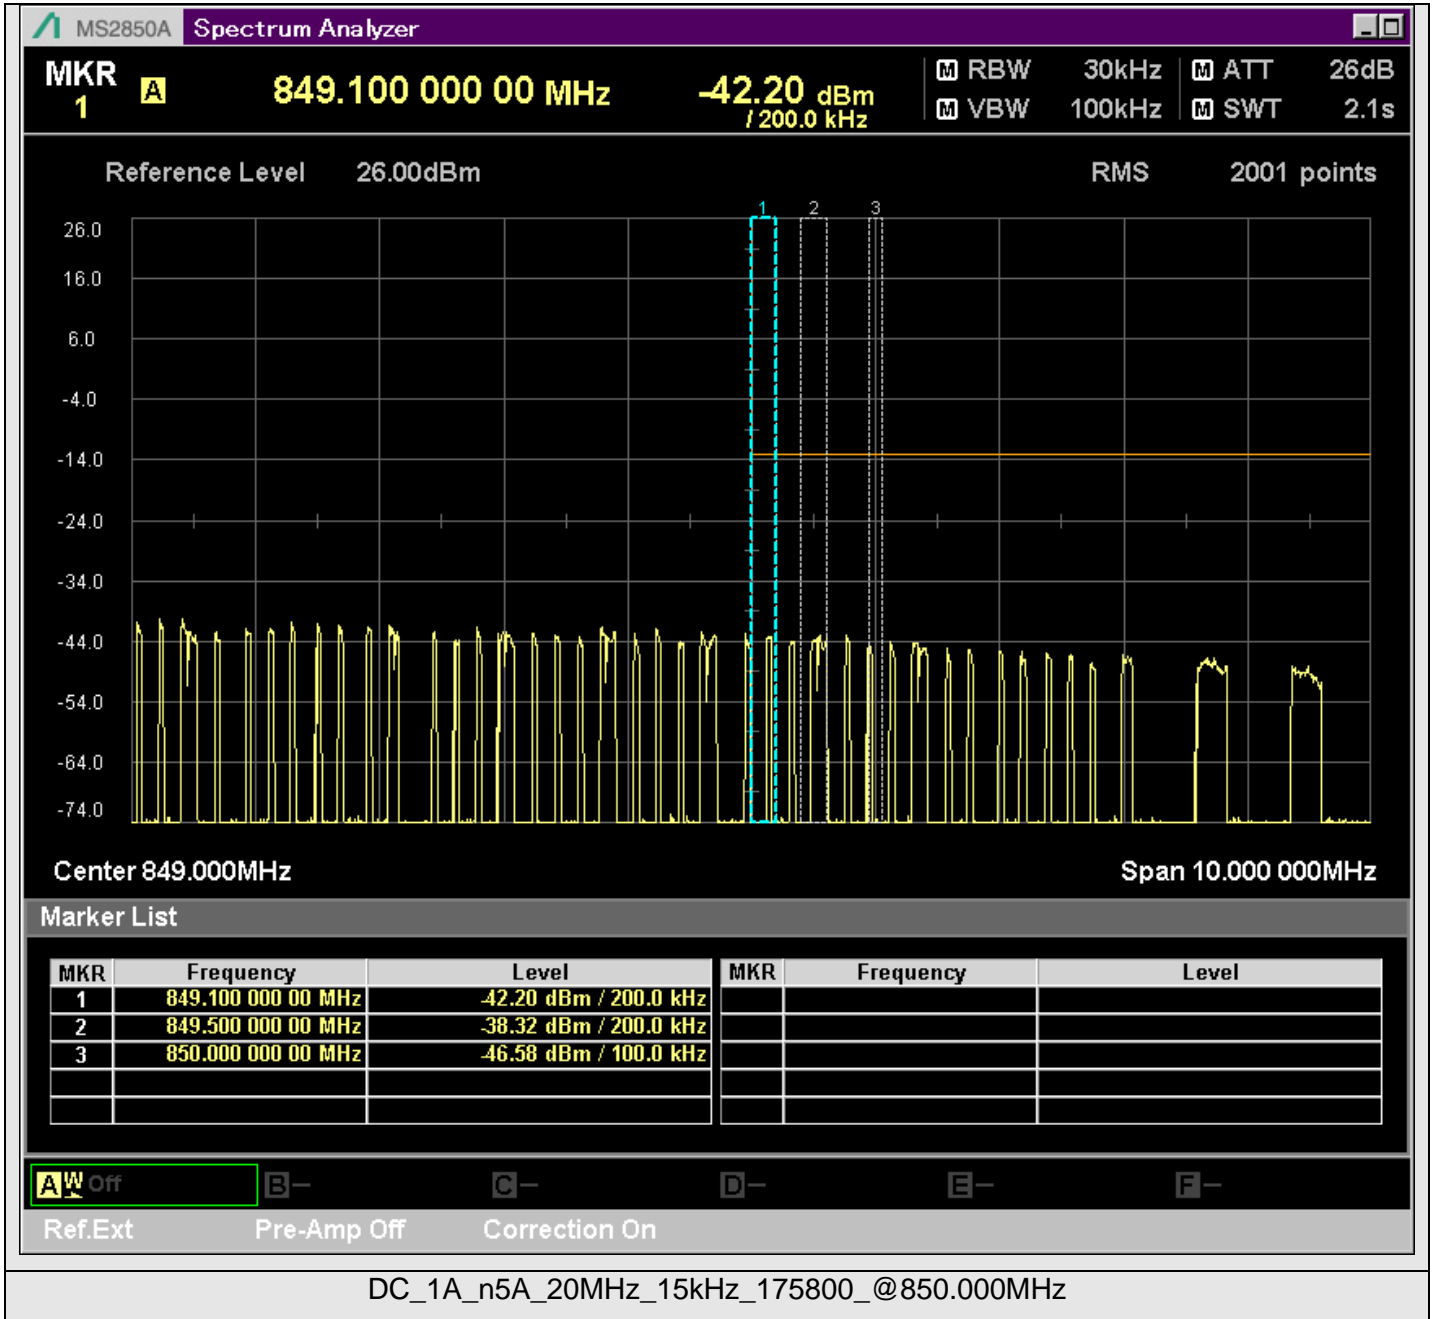 MS2850A Spectrum Analyzer
MKR 1 A 849.100 000 00 MHz -42.20 dBm / 200.0 kHz
M RBW 30kHz M ATT 26dB
M VBW 100kHz M SWT 2.1s
Reference Level 26.00dBm RMS 2001 points
1 2 3
26.0
16.0
6.0
-4.0
-14.0
-24.0
-34.0
-44.0
-54.0
-64.0
-74.0
Center 849.000MHz Span 10.000 000MHz
Marker List
MKR Frequency Level MKR Frequency Level
1 849.100 000 00 MHz -42.20 dBm / 200.0 kHz
2 849.500 000 00 MHz -38.32 dBm / 200.0 kHz
3 850.000 000 00 MHz -46.58 dBm / 100.0 kHz
A W Off B — C — D — E — F —
Ref.Ext Pre-Amp Off Correction On
DC_1A_n5A_20MHz_15kHz_175800_@850.000MHz